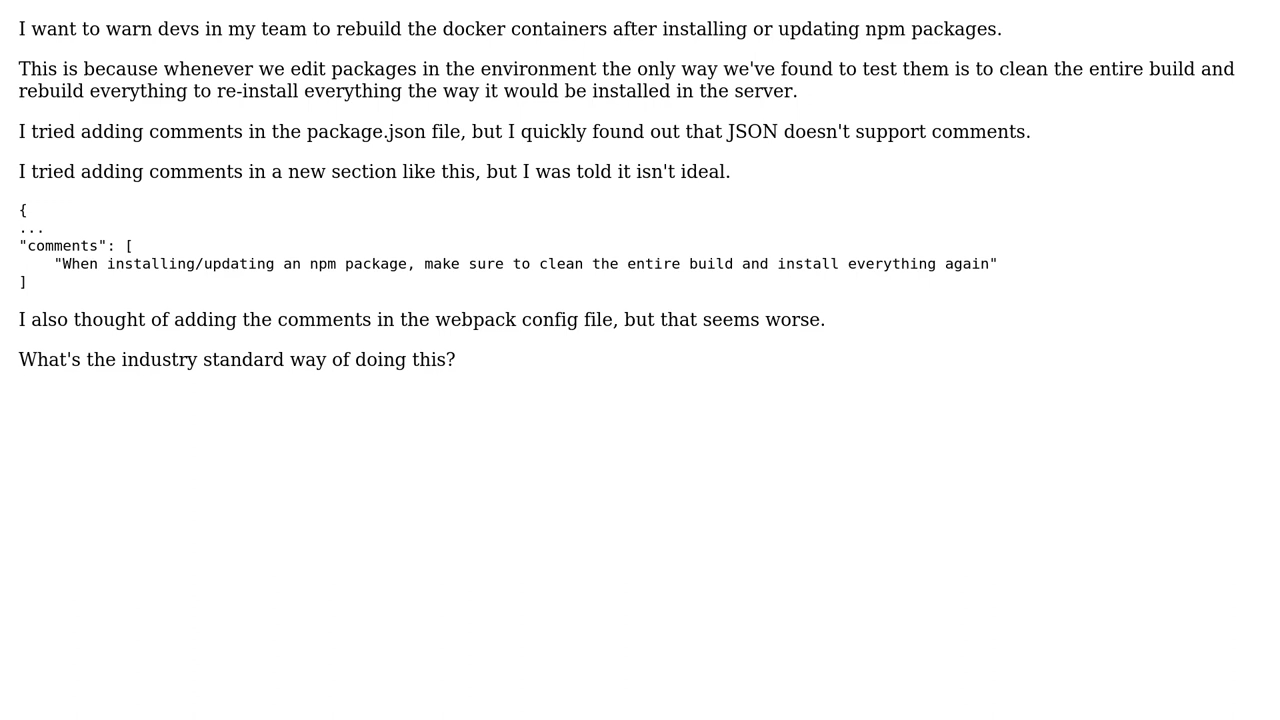 I want to warn devs in my team to rebuild the docker containers after installing or updating npm packages.
This is because whenever we edit packages in the environment the only way we've found to test them is to clean the entire build and
rebuild everything to re-install everything the way it would be installed in the server.
I tried adding comments in the package.json file, but I quickly found out that JSON doesn't support comments.
I tried adding comments in a new section like this, but I was told it isn't ideal.
{
...
"comments": [
    "When installing/updating an npm package, make sure to clean the entire build and install everything again"
]
I also thought of adding the comments in the webpack config file, but that seems worse.
What's the industry standard way of doing this?